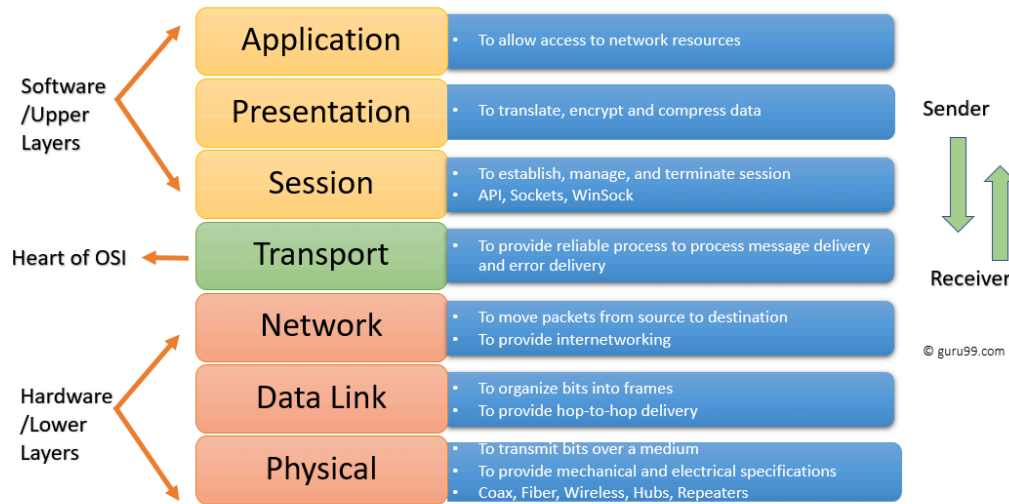 Application
• To allow access to network resources
Software
/Upper
Layers
Presentation
• To translate, encrypt and compress data
Sender
Session
• To establish, manage, and terminate session
• API, Sockets, WinSock
Heart of OSI
Transport
• To provide reliable process to process message delivery
and error delivery
Receiver
Network
• To move packets from source to destination
• To provide internetworking
© guru99.com
Hardware
/Lower
Layers
Data Link
• To organize bits into frames
• To provide hop-to-hop delivery
Physical
• To transmit bits over a medium
• To provide mechanical and electrical specifications
• Coax, Fiber, Wireless, Hubs, Repeaters